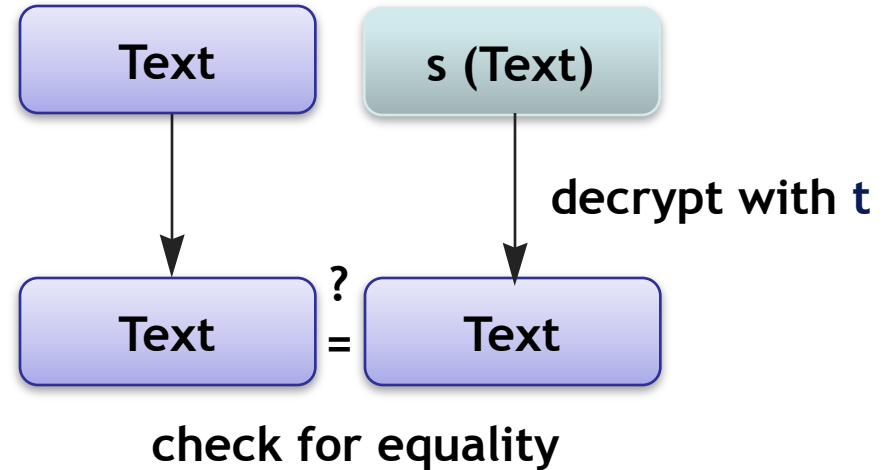 Text
s (Text)
decrypt with t
Text
?
=
Text
check for equality